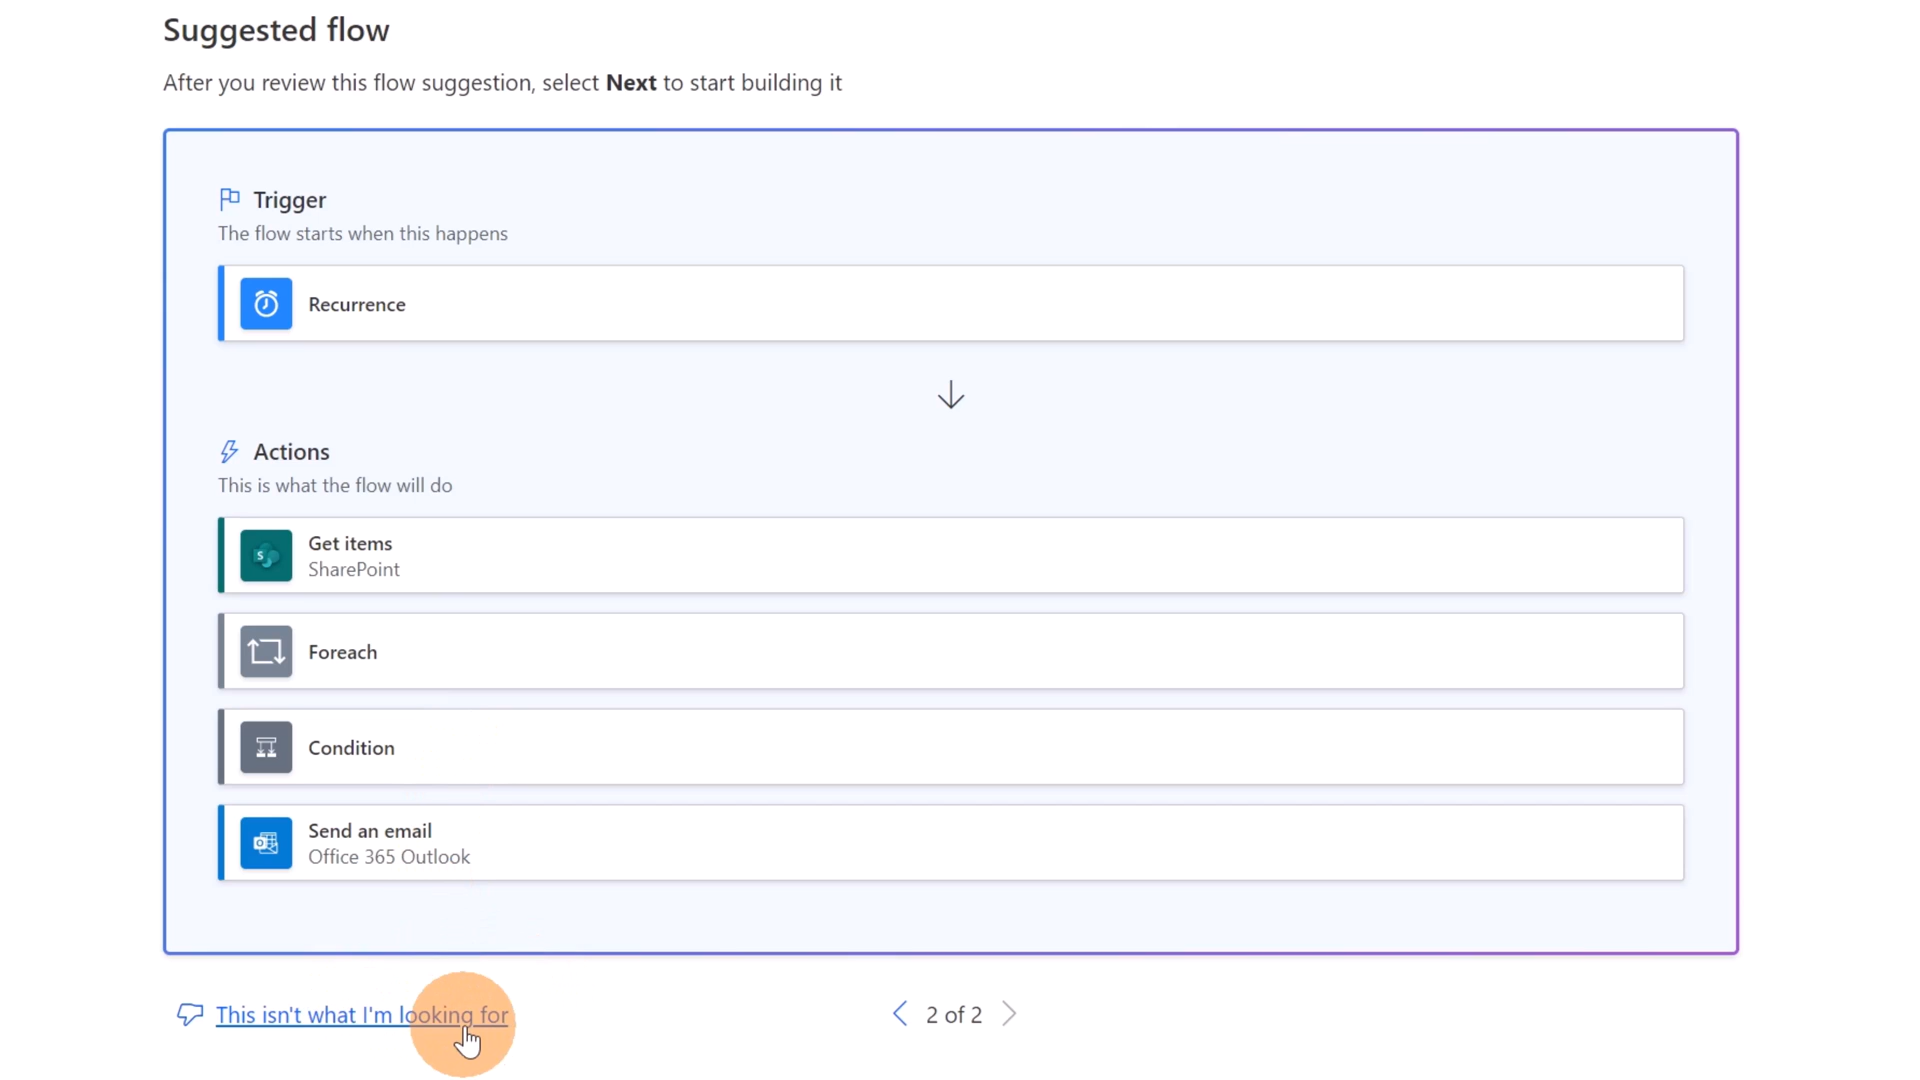 Suggested flow
After you review this flow suggestion, select Next to start building it
Trigger
The flow starts when this happens
Recurrence
Actions
This is what the flow will do
S
Get items
SharePoint
Foreach
Condition
Send an email
Office 365 Outlook
This isn't what I'm looking for
2 of 2